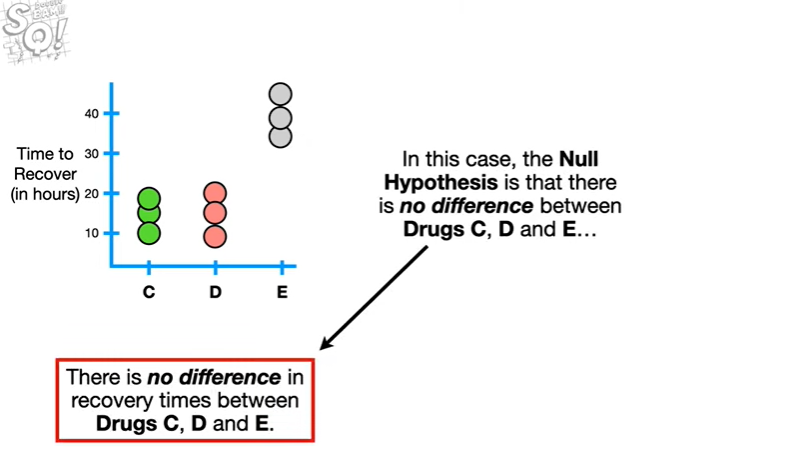 STATQUEST!
40
30
20
10
Time to
Recover
(in hours)
C
D
E
In this case, the Null
Hypothesis is that there
is no difference between
Drugs C, D and E…
There is no difference in
recovery times between
Drugs C, D and E.